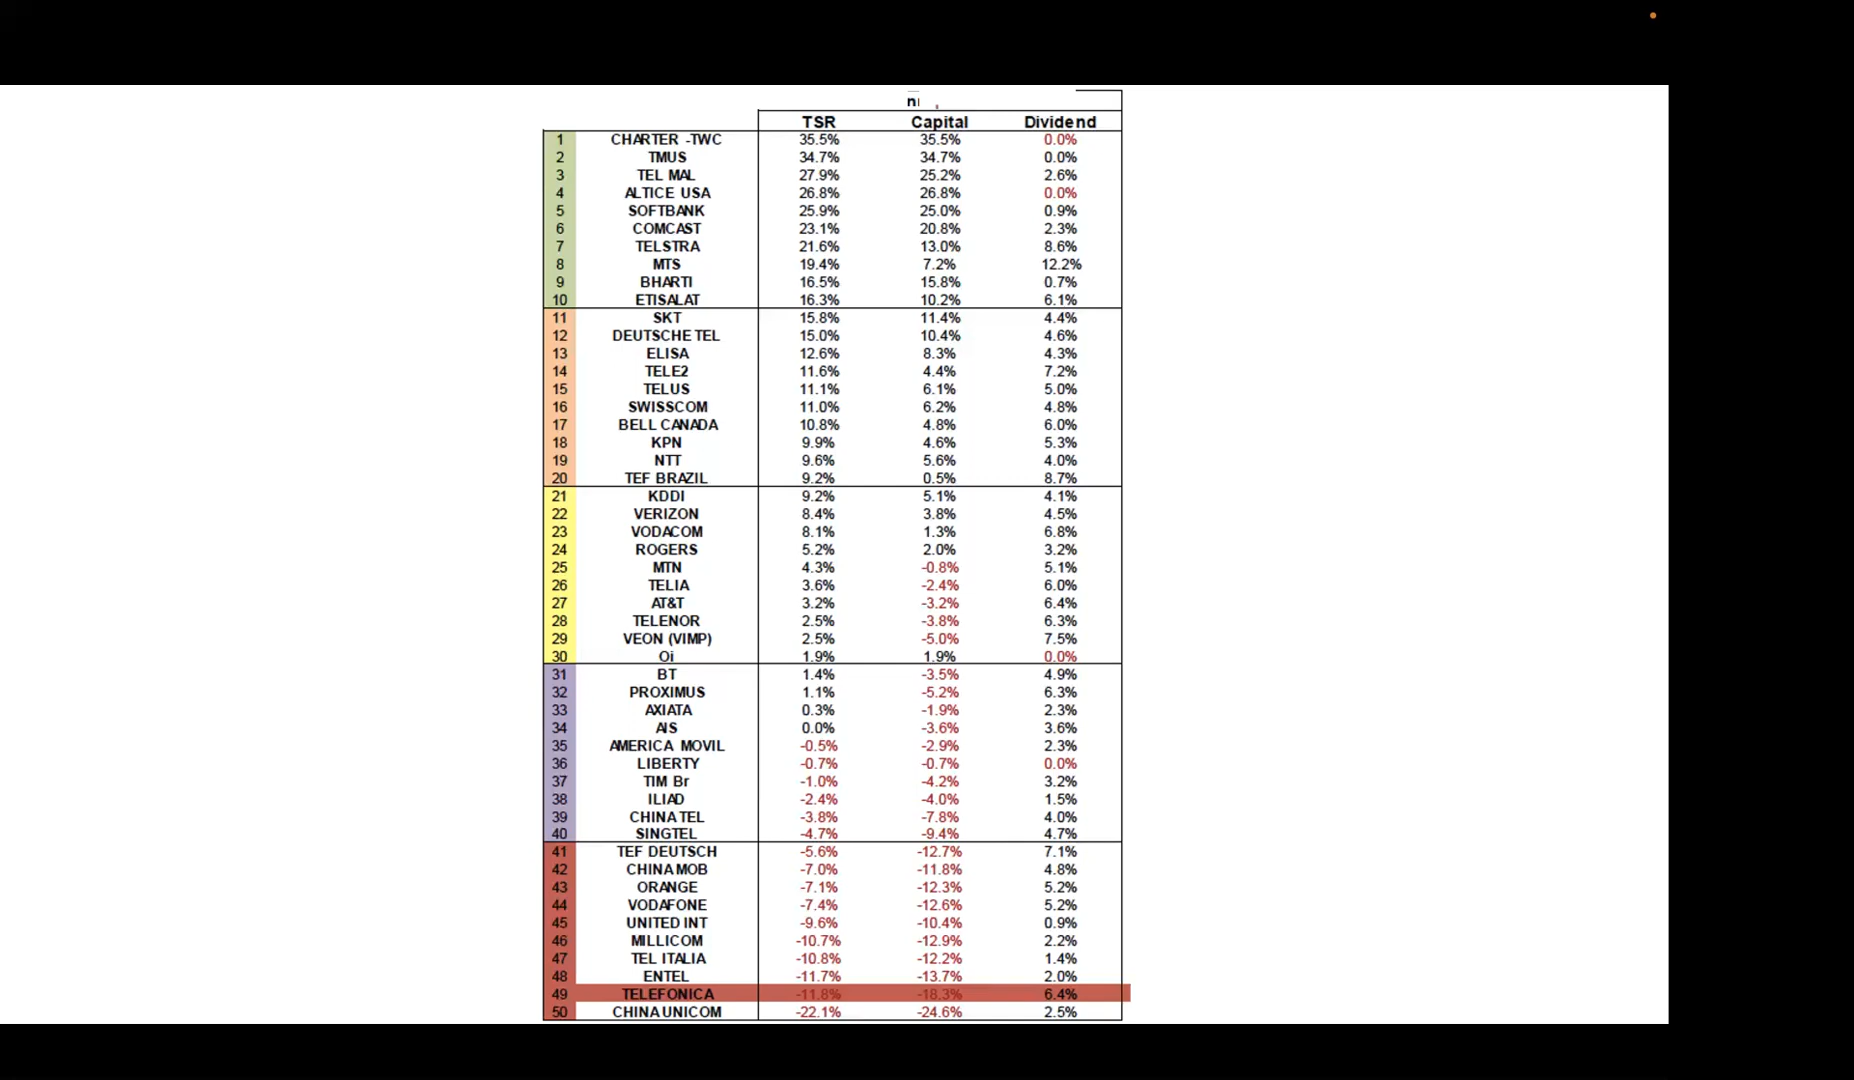 TSR Capital Dividend
1 CHARTER -TWC 35.5% 35.5% 0.0%
2 TMUS 34.7% 34.7% 0.0%
3 TEL MAL 27.9% 25.2% 2.6%
4 ALTICE USA 26.8% 26.8% 0.0%
5 SOFTBANK 25.9% 25.0% 0.9%
6 COMCAST 23.1% 20.8% 2.3%
7 TELSTRA 21.6% 13.0% 8.6%
8 MTS 19.4% 7.2% 12.2%
9 BHARTI 16.5% 15.8% 0.7%
10 ETISALAT 16.3% 10.2% 6.1%
11 SKT 15.8% 11.4% 4.4%
12 DEUTSCHE TEL 15.0% 10.4% 4.6%
13 ELISA 12.6% 8.3% 4.3%
14 TELE2 11.6% 4.4% 7.2%
15 TELUS 11.1% 6.1% 5.0%
16 SWISSCOM 11.0% 6.2% 4.8%
17 BELL CANADA 10.8% 4.8% 6.0%
18 KPN 9.9% 4.6% 5.3%
19 NTT 9.6% 5.6% 4.0%
20 TEF BRAZIL 9.2% 0.5% 8.7%
21 KDDI 9.2% 5.1% 4.1%
22 VERIZON 8.4% 3.8% 4.5%
23 VODACOM 8.1% 1.3% 6.8%
24 ROGERS 5.2% 2.0% 3.2%
25 MTN 4.3% -0.8% 5.1%
26 TELIA 3.6% -2.4% 6.0%
27 AT&T 3.2% -3.2% 6.4%
28 TELENOR 2.5% -3.8% 6.3%
29 VEON (VIMP) 2.5% -5.0% 7.5%
30 Oi 1.9% 1.9% 0.0%
31 BT 1.4% -3.5% 4.9%
32 PROXIMUS 1.1% -5.2% 6.3%
33 AXIATA 0.3% -1.9% 2.3%
34 AIS 0.0% -3.6% 3.6%
35 AMERICA MOVIL -0.5% -2.9% 2.3%
36 LIBERTY -0.7% -0.7% 0.0%
37 TIM Br -1.0% -4.2% 3.2%
38 ILIAD -2.4% -4.0% 1.5%
39 CHINA TEL -3.8% -7.8% 4.0%
40 SINGTEL -4.7% -9.4% 4.7%
41 TEF DEUTSCH -5.6% -12.7% 7.1%
42 CHINA MOB -7.0% -11.8% 4.8%
43 ORANGE -7.1% -12.3% 5.2%
44 VODAFONE -7.4% -12.6% 5.2%
45 UNITED INT -9.6% -10.4% 0.9%
46 MILLICOM -10.7% -12.9% 2.2%
47 TEL ITALIA -10.8% -12.2% 1.4%
48 ENTEL -11.7% -13.7% 2.0%
49 TELEFONICA -11.8% -18.3% 6.4%
50 CHINA UNICOM -22.1% -24.6% 2.5%